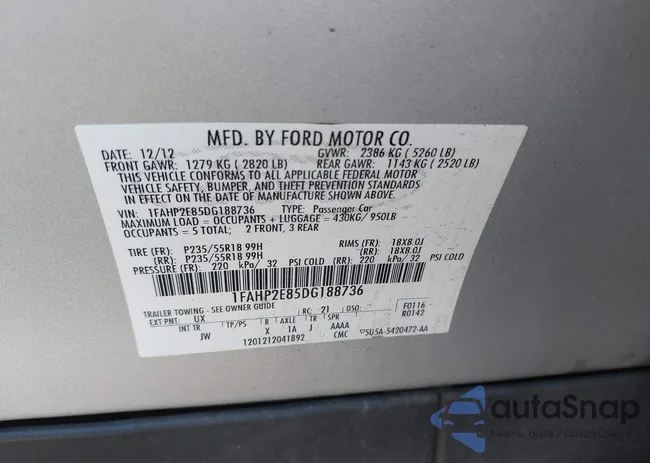 MFD. BY FORD MOTOR CO.
DATE: 12/12 GVWR: 2386 KG ( 5260 LB)
FRONT GAWR: 1279 KG ( 2820 LB) REAR GAWR: 1143 KG ( 2520 LB)
THIS VEHICLE CONFORMS TO ALL APPLICABLE FEDERAL MOTOR
VEHICLE SAFETY, BUMPER, AND THEFT PREVENTION STANDARDS
IN EFFECT ON THE DATE OF MANUFACTURE SHOWN ABOVE.
VIN: 1FAHP2E85DG188736 TYPE: Passenger Car
MAXIMUM LOAD = OCCUPANTS + LUGGAGE = 430KG/ 950LB
OCCUPANTS = 5 TOTAL; 2 FRONT, 3 REAR
TIRE (FR): P235/55R18 99H RIMS (FR): 18X8.0J
(RR): P235/55R18 99H (RR): 18X8.0J
PRESSURE (FR): 220 kPa/ 32 PSI COLD (RR): 220 kPa/ 32 PSI COLD
1FAHP2E85DG188736
TRAILER TOWING - SEE OWNER GUIDE
EXT PNT: UX RC: 21 DSO: F0116
R0142
INT TR TP/PS R AXLE TR SPR
JW X 1A J AAAA
1201212041892 CMC 5U5A-5420472-AA
autaSnap
Pewne auta z